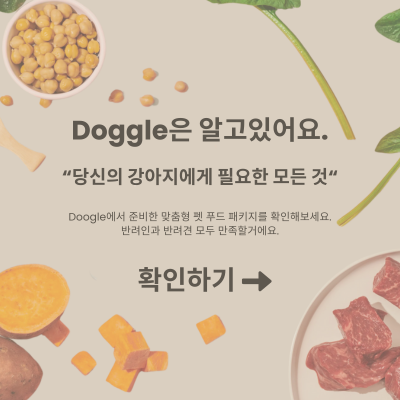 Doggle은 알고있어요.
“당신의 강아지에게 필요한 모든 것“
Doogle에서 준비한 맞춤형 펫 푸드 패키지를 확인해보세요.
반려인과 반려견 모두 만족할거에요.
확인하기 →